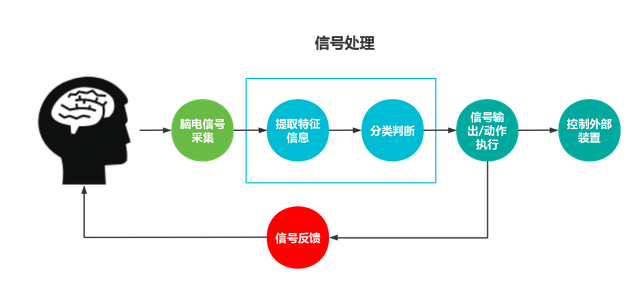 信号处理
脑电信号
采集
提取特征
信息
分类判断
信号输
出/动作
执行
控制外部
装置
信号反馈